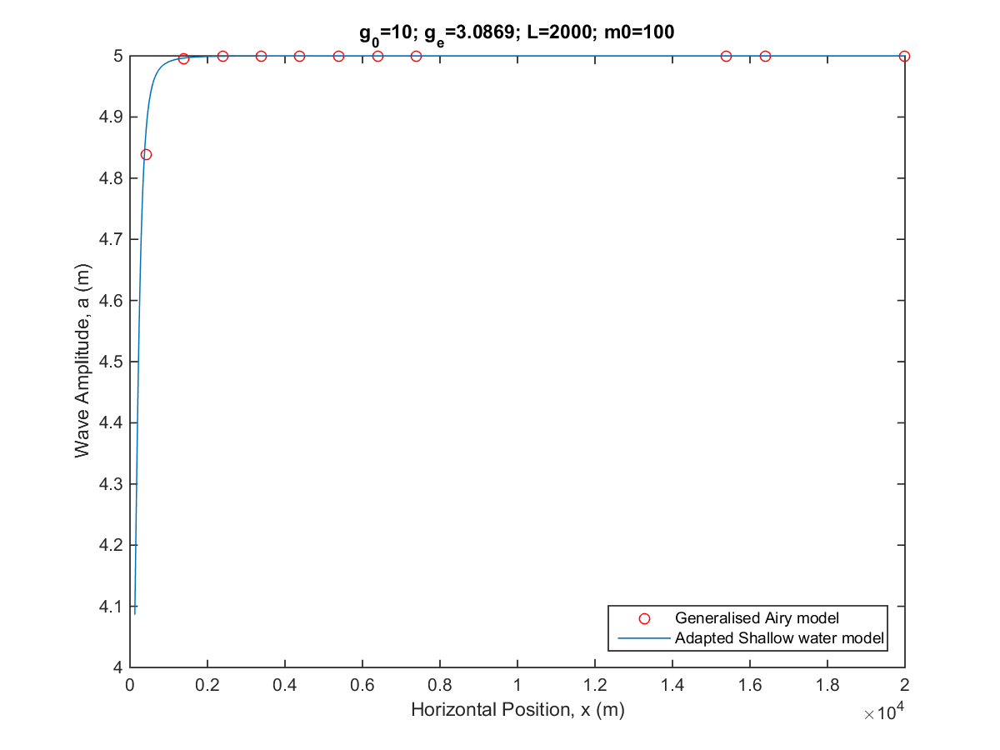 g₀=10; gₑ=3.0869; L=2000; m0=100
5
4.9
4.8
4.7
4.6
4.5
4.4
4.3
4.2
4.1
4
Wave Amplitude, a (m)
Generalised Airy model
Adapted Shallow water model
0 0.2 0.4 0.6 0.8 1 1.2 1.4 1.6 1.8 2
×10⁴
Horizontal Position, x (m)